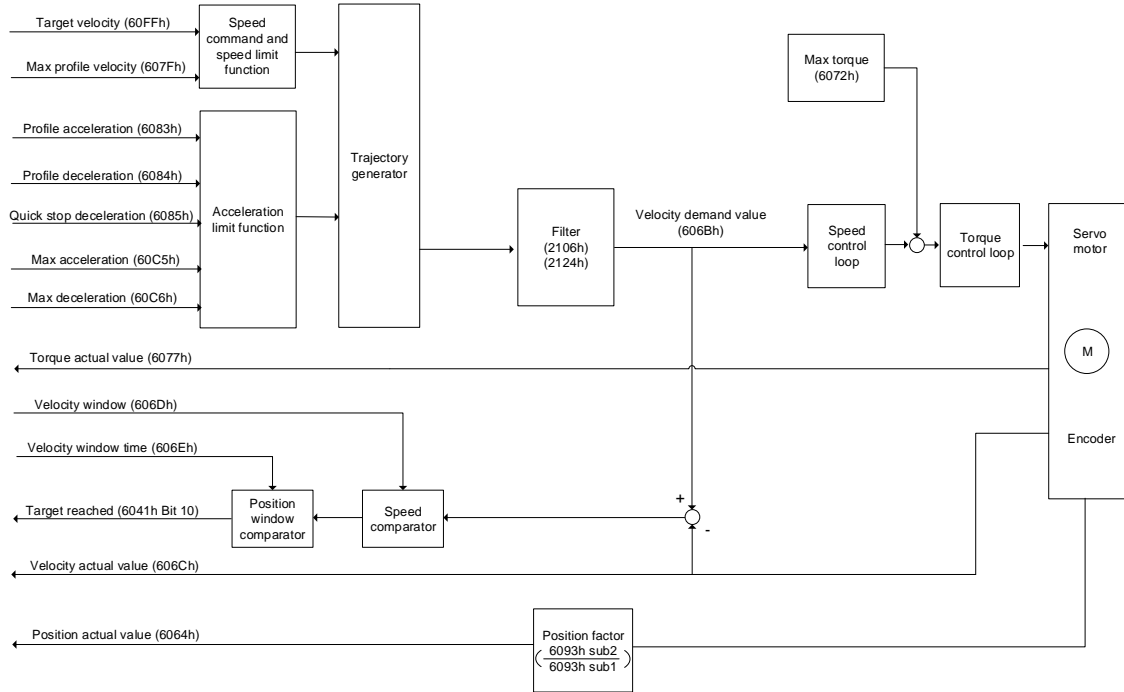 Target velocity (60FFh)
Max profile velocity (607Fh)
Speed
command and
speed limit
function
Profile acceleration (6083h)
Profile deceleration (6084h)
Quick stop deceleration (6085h)
Max acceleration (60C5h)
Max deceleration (60C6h)
Acceleration
limit function
Trajectory
generator
Filter
(2106h)
(2124h)
Velocity demand value
(606Bh)
Max torque
(6072h)
Speed
control
loop
Torque
control loop
Servo
motor
M
Encoder
Torque actual value (6077h)
Velocity window (606Dh)
Velocity window time (606Eh)
Target reached (6041h Bit 10)
Position
window
comparator
Speed
comparator
+
-
Velocity actual value (606Ch)
Position actual value (6064h)
Position factor
( 6093h sub2
6093h sub1 )